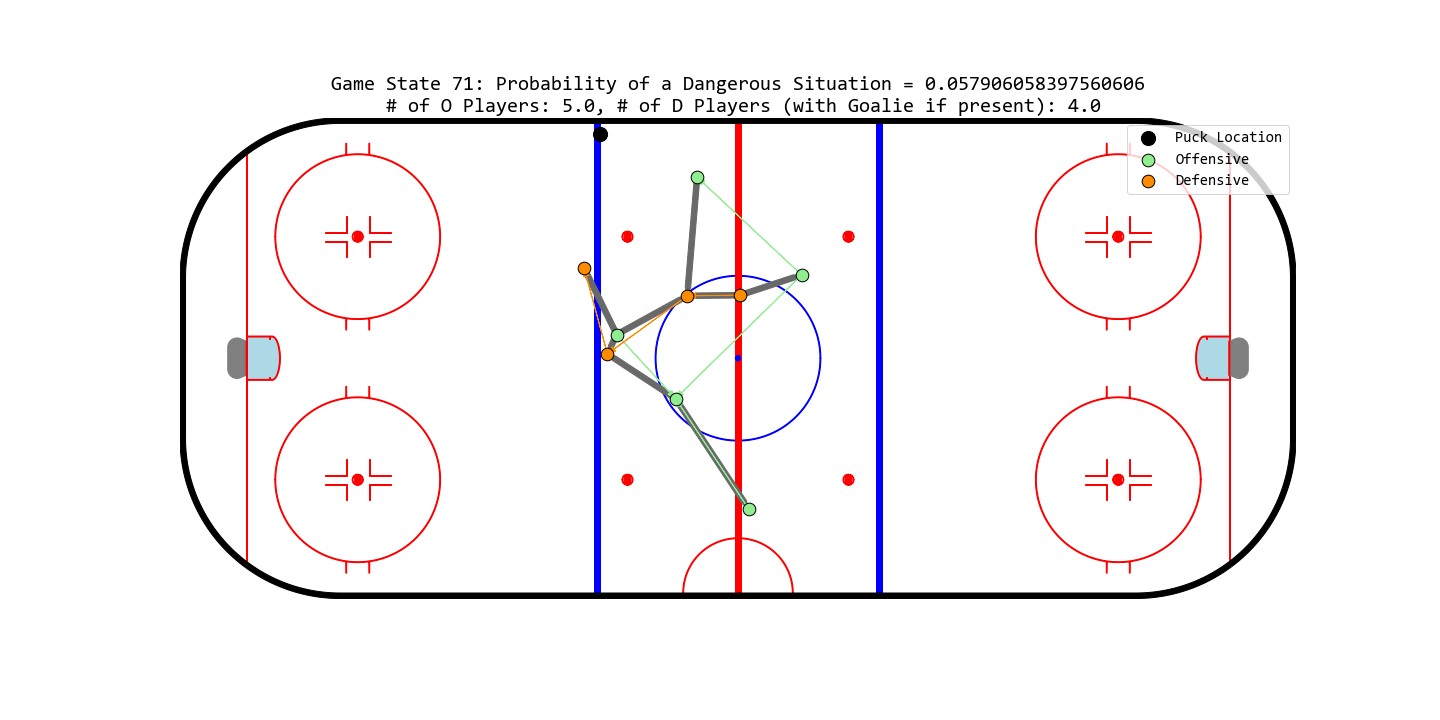 Game State 71: Probability of a Dangerous Situation = 0.057906058397560606
# of O Players: 5.0, # of D Players (with Goalie if present): 4.0
Puck Location
Offensive
Defensive